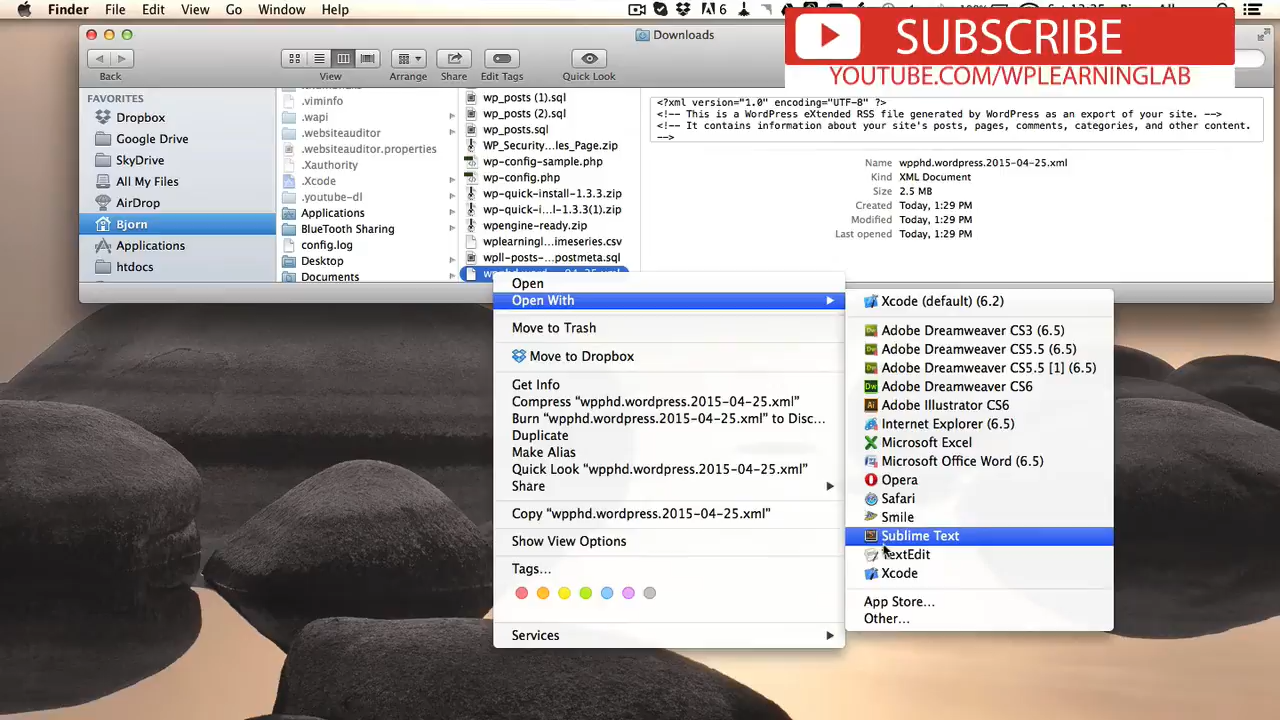 Finder File Edit View Go Window Help
6
SUBSCRIBE
YOUTUBE.COM/WPLEARNINGLAB
Downloads
Back View Arrange Share Edit Tags Quick Look
FAVORITES
Dropbox
Google Drive
SkyDrive
All My Files
AirDrop
Bjorn
Applications
htdocs
.viminfo
.wapi
.websiteauditor
.websiteauditor.properties
.Xauthority
.Xcode
.youtube-dl
Applications
BlueTooth Sharing
config.log
Desktop
Documents
wp_posts (1).sql
wp_posts (2).sql
wp_posts.sql
WP_Security...les_Page.zip
wp-config-sample.php
wp-config.php
wp-quick-install-1.3.3.zip
wp-quick-i...l-1.3.3(1).zip
wpengine-ready.zip
wplearningl...imeseries.csv
wpll-posts-...postmeta.sql
<?xml version="1.0" encoding="UTF-8" ?>
<!-- This is a WordPress eXtended RSS file generated by WordPress as an export of your site. -->
<!-- It contains information about your site's posts, pages, comments, categories, and other content.
-->
Name wpphd.wordpress.2015-04-25.xml
Kind XML Document
Size 2.5 MB
Created Today, 1:29 PM
Modified Today, 1:29 PM
Last opened Today, 1:29 PM
Open
Open With
Move to Trash
Move to Dropbox
Get Info
Compress “wpphd.wordpress.2015-04-25.xml”
Burn “wpphd.wordpress.2015-04-25.xml” to Disc...
Duplicate
Make Alias
Quick Look “wpphd.wordpress.2015-04-25.xml”
Share
Copy “wpphd.wordpress.2015-04-25.xml”
Show View Options
Tags...
Services
Xcode (default) (6.2)
Adobe Dreamweaver CS3 (6.5)
Adobe Dreamweaver CS5.5 (6.5)
Adobe Dreamweaver CS5.5 [1] (6.5)
Adobe Dreamweaver CS6
Adobe Illustrator CS6
Internet Explorer (6.5)
Microsoft Excel
Microsoft Office Word (6.5)
Opera
Safari
Smile
Sublime Text
TextEdit
Xcode
App Store...
Other...